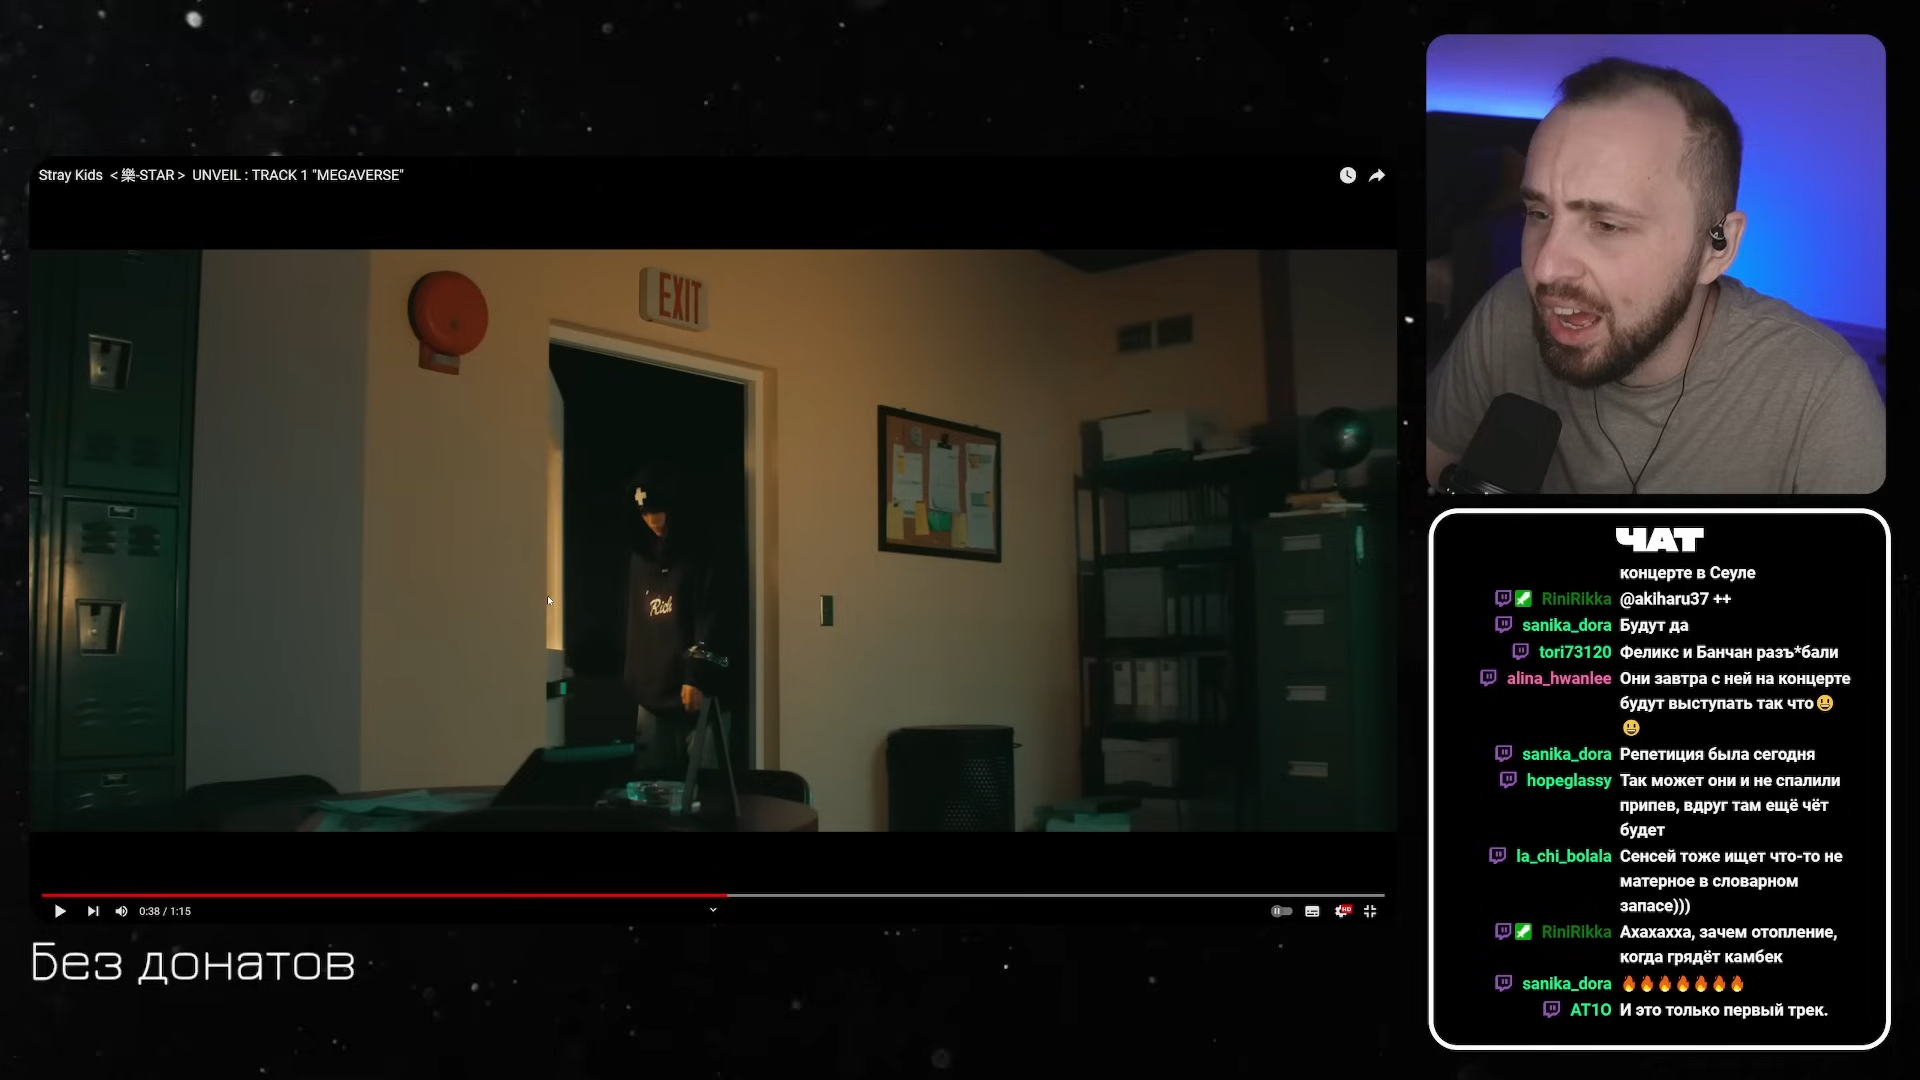 Stray Kids < 樂-STAR > UNVEIL : TRACK 1 "MEGAVERSE"
EXIT
Rich
0:38 / 1:15
HD
Без донатов
ЧАТ
концерте в Сеуле
RiniRikka @akiharu37 ++
sanika_dora Будут да
tori73120 Феликс и Банчан разъ*бали
alina_hwanlee Они завтра с ней на концерте
будут выступать так что😃
😃
sanika_dora Репетиция была сегодня
hopeglassy Так может они и не спалили
припев, вдруг там ещё чёт
будет
la_chi_bolala Сенсей тоже ищет что-то не
матерное в словарном
запасе)))
RiniRikka Ахахахха, зачем отопление,
когда грядёт камбек
sanika_dora 🔥🔥🔥🔥🔥🔥🔥
AT1O И это только первый трек.